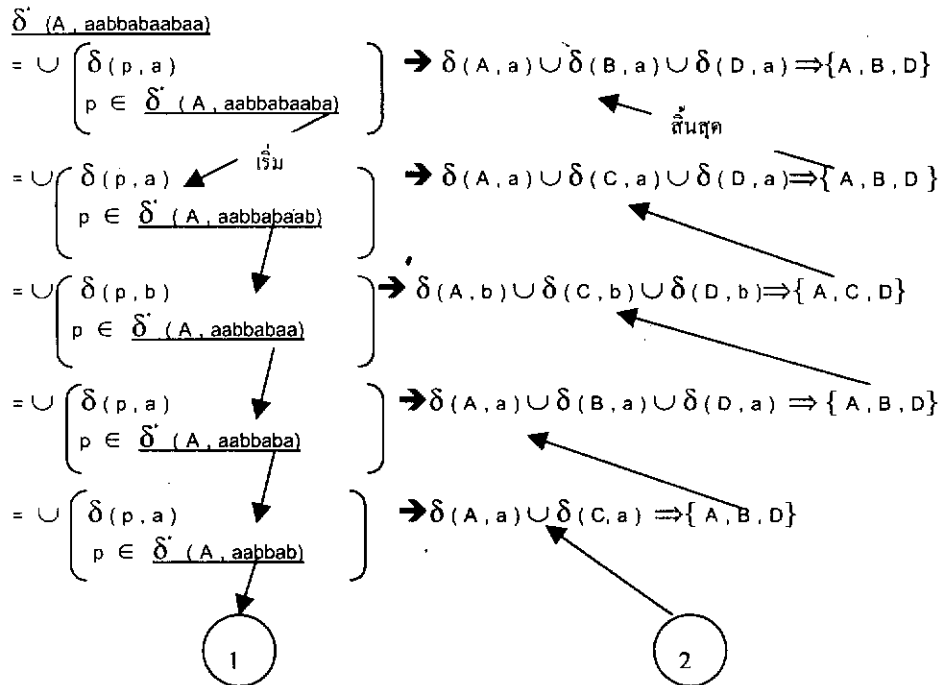 δ* (A, aabbabaabaa)
= ∪ δ(p, a) ➔ δ(A, a) ∪ δ(B, a) ∪ δ(D, a) ⇒{A, B, D}
p ∈ δ* (A, aabbabaaba)
สิ้นสุด
เริ่ม
= ∪ δ(p, a) ➔ δ(A, a) ∪ δ(C, a) ∪ δ(D, a)⇒{ A, B, D}
p ∈ δ* (A, aabbabaab)
= ∪ δ(p, b) ➔ δ(A, b) ∪ δ(C, b) ∪ δ(D, b)⇒{ A, C, D}
p ∈ δ* (A, aabbabaa)
= ∪ δ(p, a) ➔ δ(A, a) ∪ δ(B, a) ∪ δ(D, a) ⇒{ A, B, D}
p ∈ δ* (A, aabbaba)
= ∪ δ(p, a) ➔ δ(A, a) ∪ δ(C, a) ⇒{ A, B, D}
p ∈ δ* (A, aabbab)
1 2